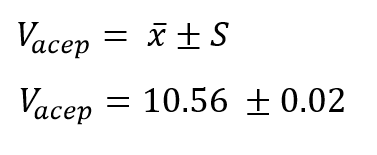 V_acep = x̄ ± S
V_acep = 10.56 ± 0.02